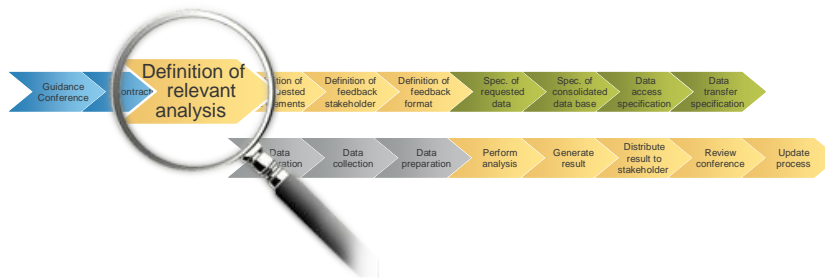 Guidance
Conference
Contract
Definition of
relevant
analysis
Definition of
feedback
stakeholder
Definition of
feedback
format
Spec. of
requested
data
Spec. of
consolidated
data base
Data
access
specification
Data
transfer
specification
Data
Data
collection
Data
preparation
Perform
analysis
Generate
result
Distribute
result to
stakeholder
Review
conference
Update
process